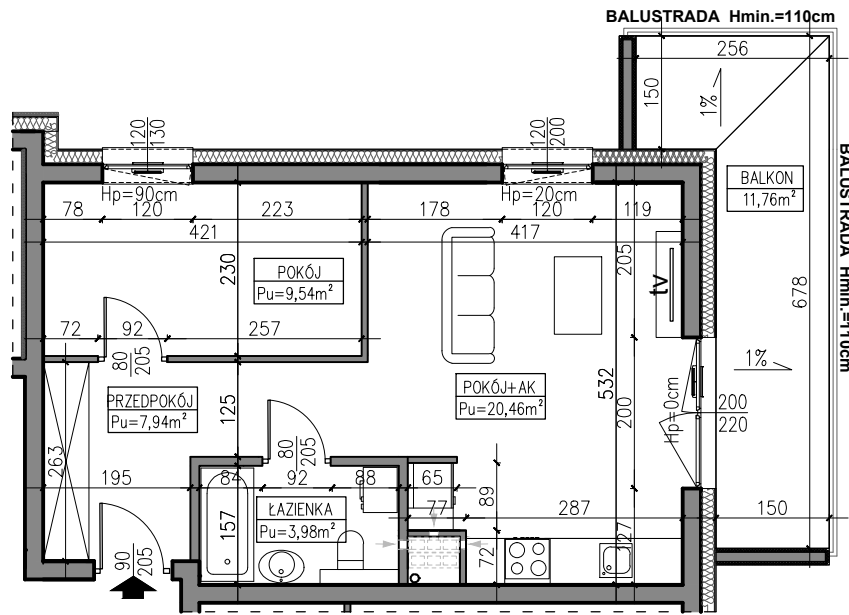 BALUSTRADA Hmin.=110cm
256
150
1%
120
130
120
200
Hp=90cm
Hp=20cm
BALKON
11,76m²
BALUSTRADA Hmin.=110cm
78
120
223
178
120
119
421
417
230
205
tv
POKÓJ
Pu=9,54m²
678
72
92
257
80
205
1%
PRZEDPOKÓJ
Pu=7,94m²
125
POKÓJ+AK
Pu=20,46m²
532
200
Hp=0cm
200
220
263
80
205
195
84
92
88
65
89
77
287
150
ŁAZIENKA
Pu=3,98m²
157
127
72
90
205